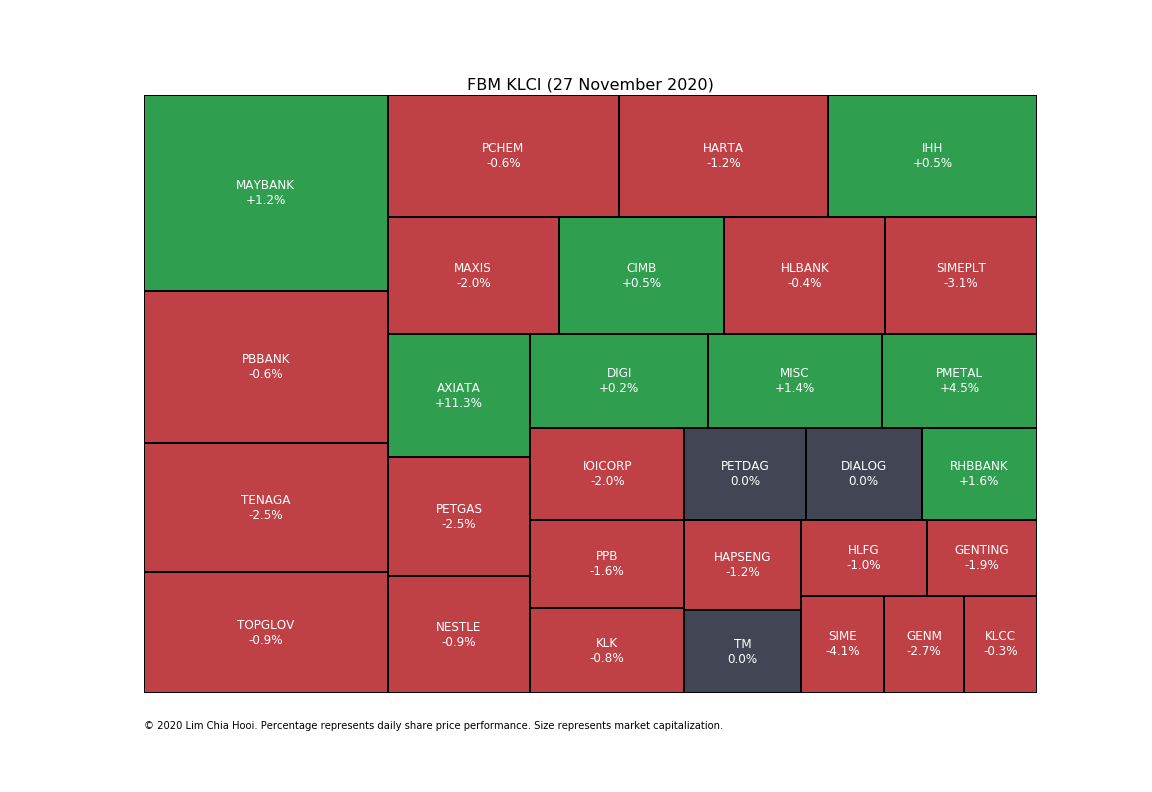 FBM KLCI (27 November 2020)
MAYBANK
+1.2%
PBBANK
-0.6%
TENAGA
-2.5%
TOPGLOV
-0.9%
PCHEM
-0.6%
HARTA
-1.2%
IHH
+0.5%
MAXIS
-2.0%
CIMB
+0.5%
HLBANK
-0.4%
SIMEPLT
-3.1%
AXIATA
+11.3%
PETGAS
-2.5%
NESTLE
-0.9%
DIGI
+0.2%
MISC
+1.4%
PMETAL
+4.5%
IOICORP
-2.0%
PPB
-1.6%
KLK
-0.8%
PETDAG
0.0%
DIALOG
0.0%
RHBBANK
+1.6%
HAPSENG
-1.2%
TM
0.0%
HLFG
-1.0%
GENTING
-1.9%
SIME
-4.1%
GENM
-2.7%
KLCC
-0.3%
© 2020 Lim Chia Hooi. Percentage represents daily share price performance. Size represents market capitalization.